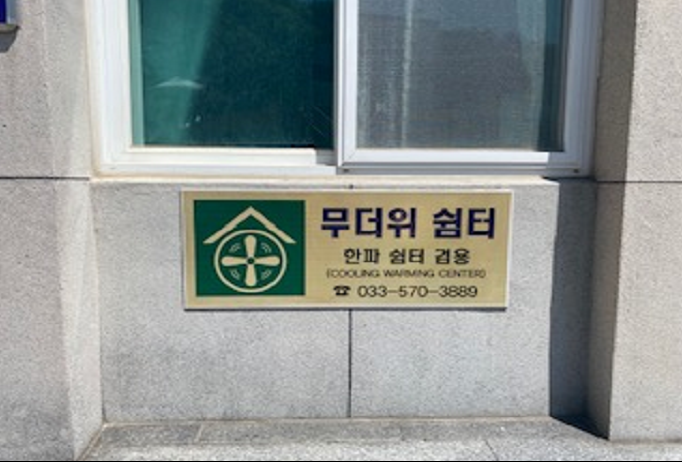 무더위 쉼터
한파 쉼터 겸용
(COOLING WARMING CENTER)
☎ 033-570-3889